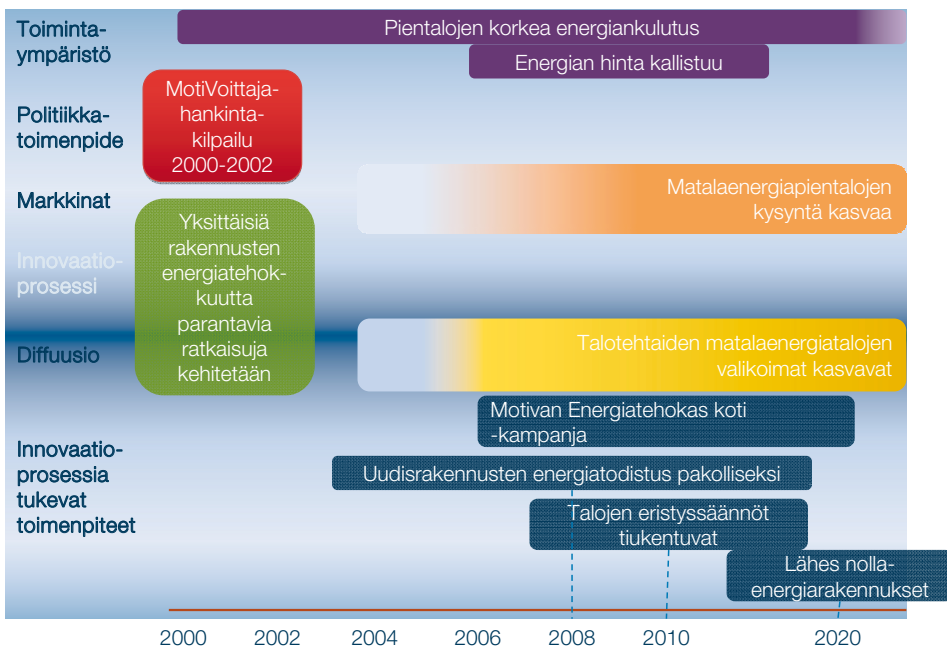 Toiminta-
ympäristö
Pientalojen korkea energiankulutus
Energian hinta kallistuu
Politiikka-
toimenpide
MotiVoittaja-
hankinta-
kilpailu
2000-2002
Markkinat
Matalaenergiapientalojen
kysyntä kasvaa
Innovaatio-
prosessi
Yksittäisiä
rakennusten
energiatehok-
kuutta
parantavia
ratkaisuja
kehitetään
Diffuusio
Talotehtaiden matalaenergiatalojen
valikoimat kasvavat
Innovaatio-
prosessia
tukevat
toimenpiteet
Motivan Energiatehokas koti
-kampanja
Uudisrakennusten energiatodistus pakolliseksi
Talojen eristyssäännöt
tiukentuvat
Lähes nolla-
energiarakennukset
2000 2002 2004 2006 2008 2010 2020